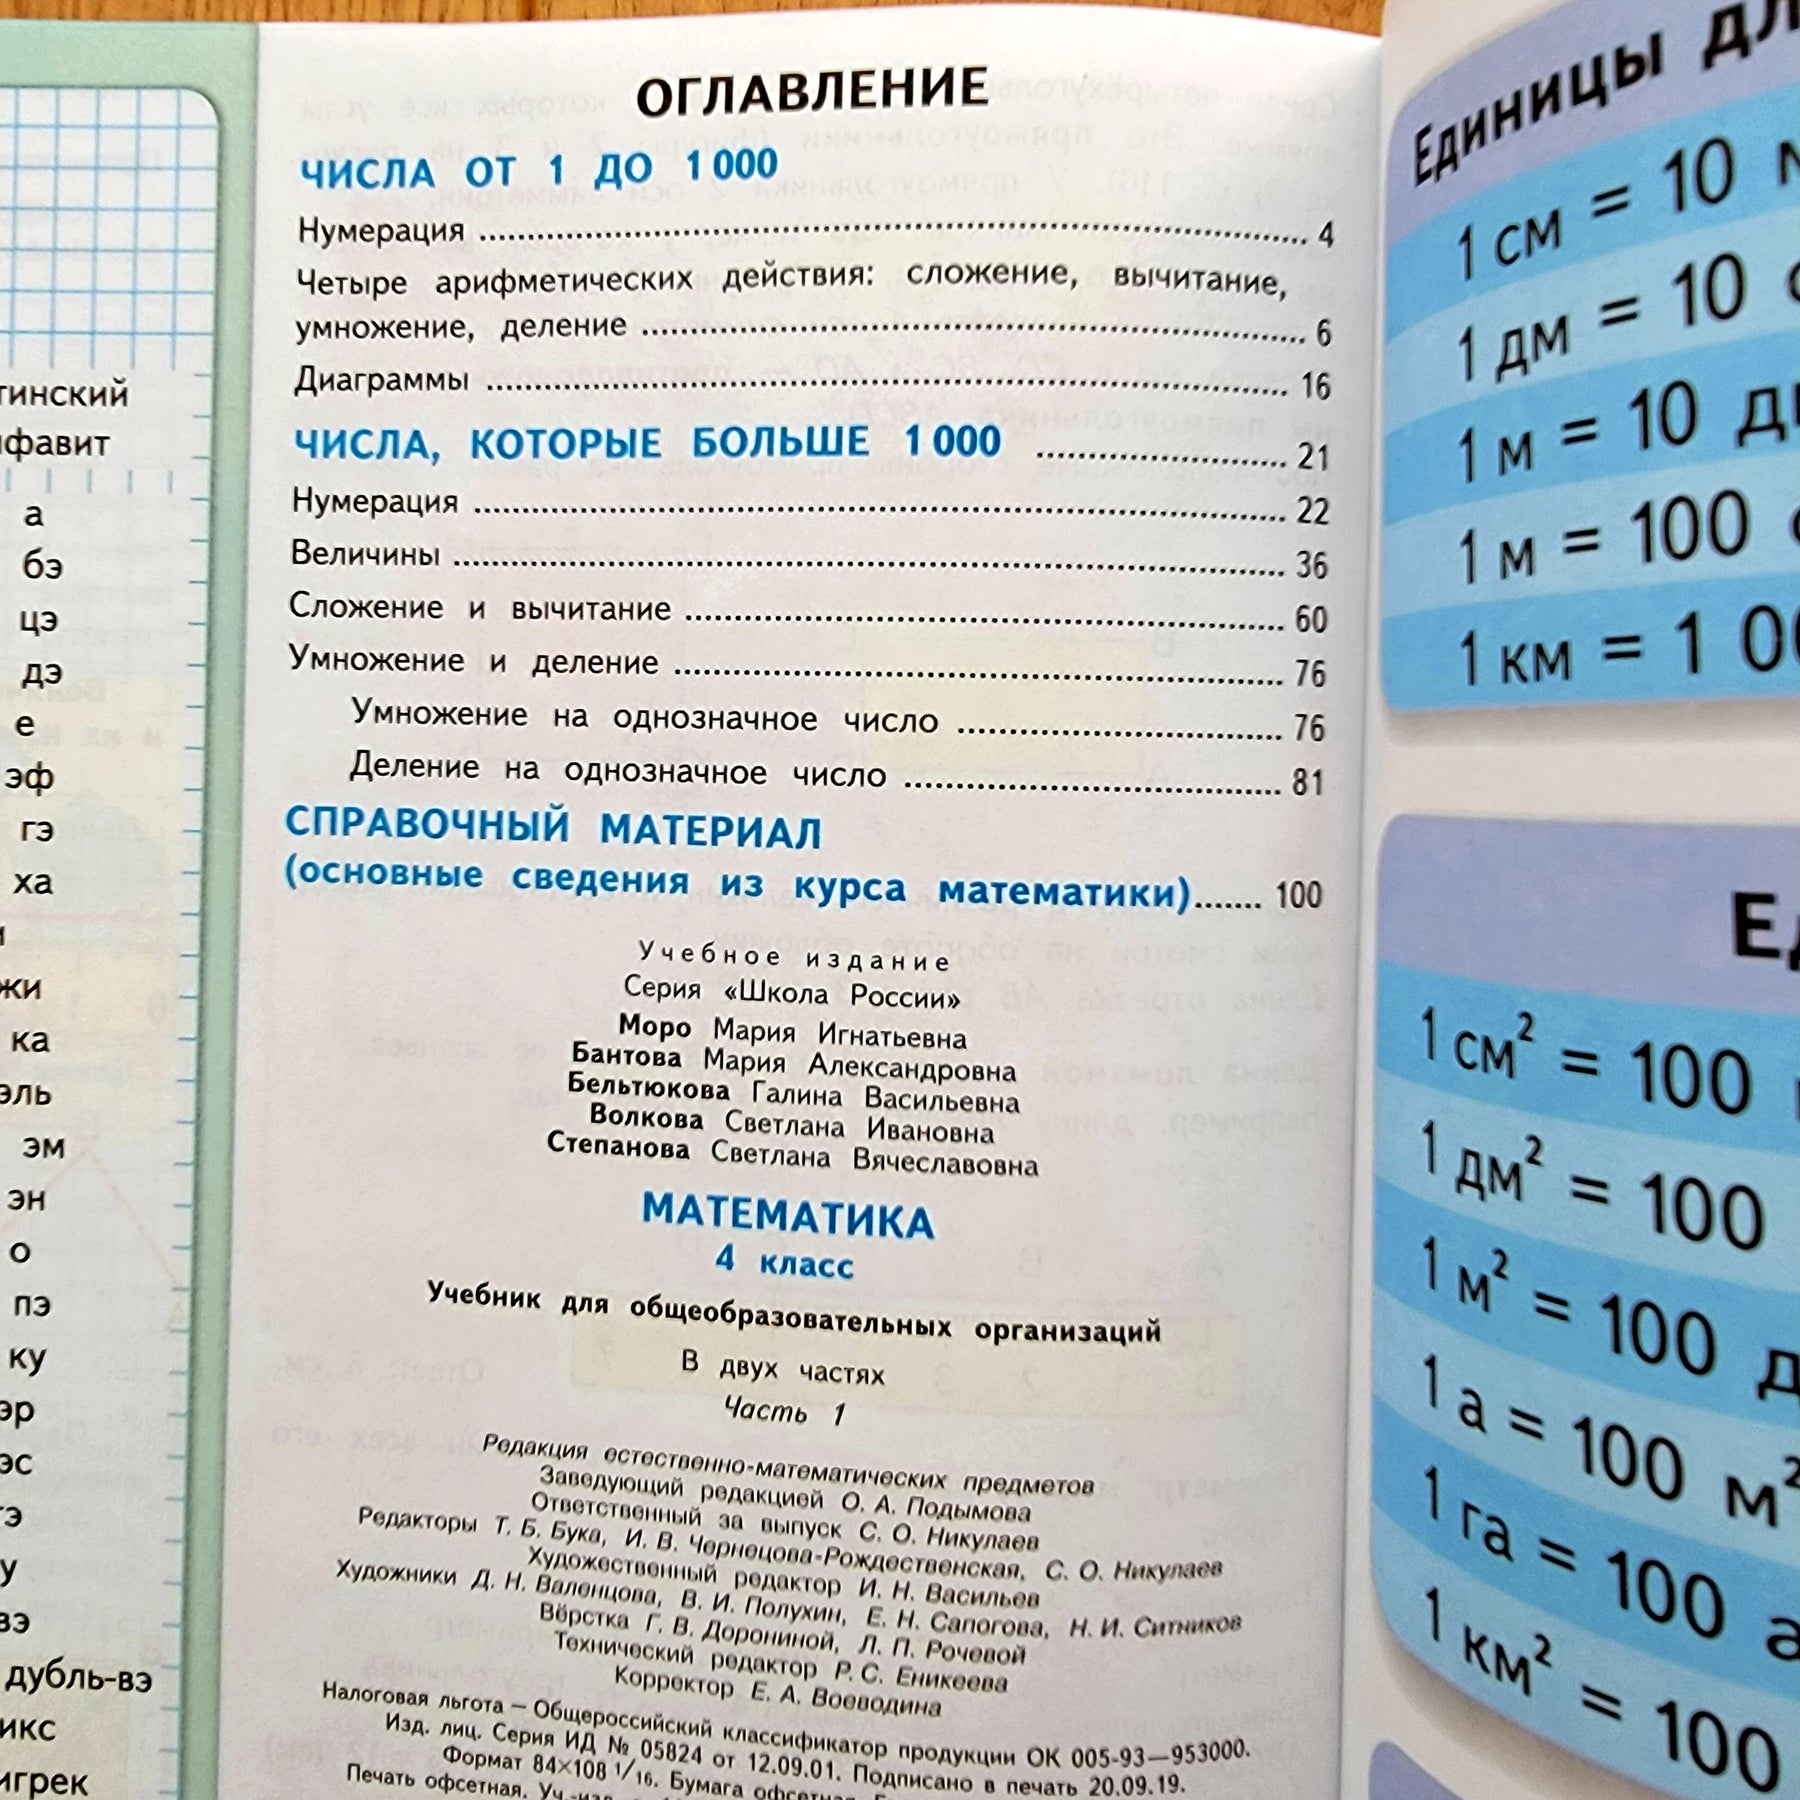 тинский
фавит
а
бэ
цэ
дэ
е
эф
гэ
ха
жи
ка
эль
эм
эн
о
пэ
ку
эр
эс
тэ
у
вэ
дубль-вэ
икс
игрек
ОГЛАВЛЕНИЕ
ЧИСЛА ОТ 1 ДО 1 000
Нумерация 4
Четыре арифметических действия: сложение, вычитание,
умножение, деление 6
Диаграммы 16
ЧИСЛА, КОТОРЫЕ БОЛЬШЕ 1 000 21
Нумерация 22
Величины 36
Сложение и вычитание 60
Умножение и деление 76
Умножение на однозначное число 76
Деление на однозначное число 81
СПРАВОЧНЫЙ МАТЕРИАЛ
(основные сведения из курса математики) 100
Учебное издание
Серия «Школа России»
Моро Мария Игнатьевна
Бантова Мария Александровна
Бельтюкова Галина Васильевна
Волкова Светлана Ивановна
Степанова Светлана Вячеславовна
МАТЕМАТИКА
4 класс
Учебник для общеобразовательных организаций
В двух частях
Часть 1
Редакция естественно-математических предметов
Заведующий редакцией О. А. Подымова
Ответственный за выпуск С. О. Никулаев
Редакторы Т. Б. Бука, И. В. Чернецова-Рождественская, С. О. Никулаев
Художественный редактор И. Н. Васильев
Художники Д. Н. Валенцова, В. И. Полухин, Е. Н. Сапогова, Н. И. Ситников
Вёрстка Г. В. Дорониной, Л. П. Рочевой
Технический редактор Р. С. Еникеева
Корректор Е. А. Воеводина
Налоговая льгота — Общероссийский классификатор продукции ОК 005-93—953000.
Изд. лиц. Серия ИД № 05824 от 12.09.01. Подписано в печать 20.09.19.
Формат 84×108 1/16. Бумага офсетная.
Печать офсетная. Уч.-изд.
Единицы дл
1 см = 10 м
1 дм = 10 с
1 м = 10 д
1 м = 100 с
1 км = 1 00
Ед
1 см² = 100
1 дм² = 100
1 м² = 100 д
1 а = 100 м²
1 га = 100 а
1 км² = 100